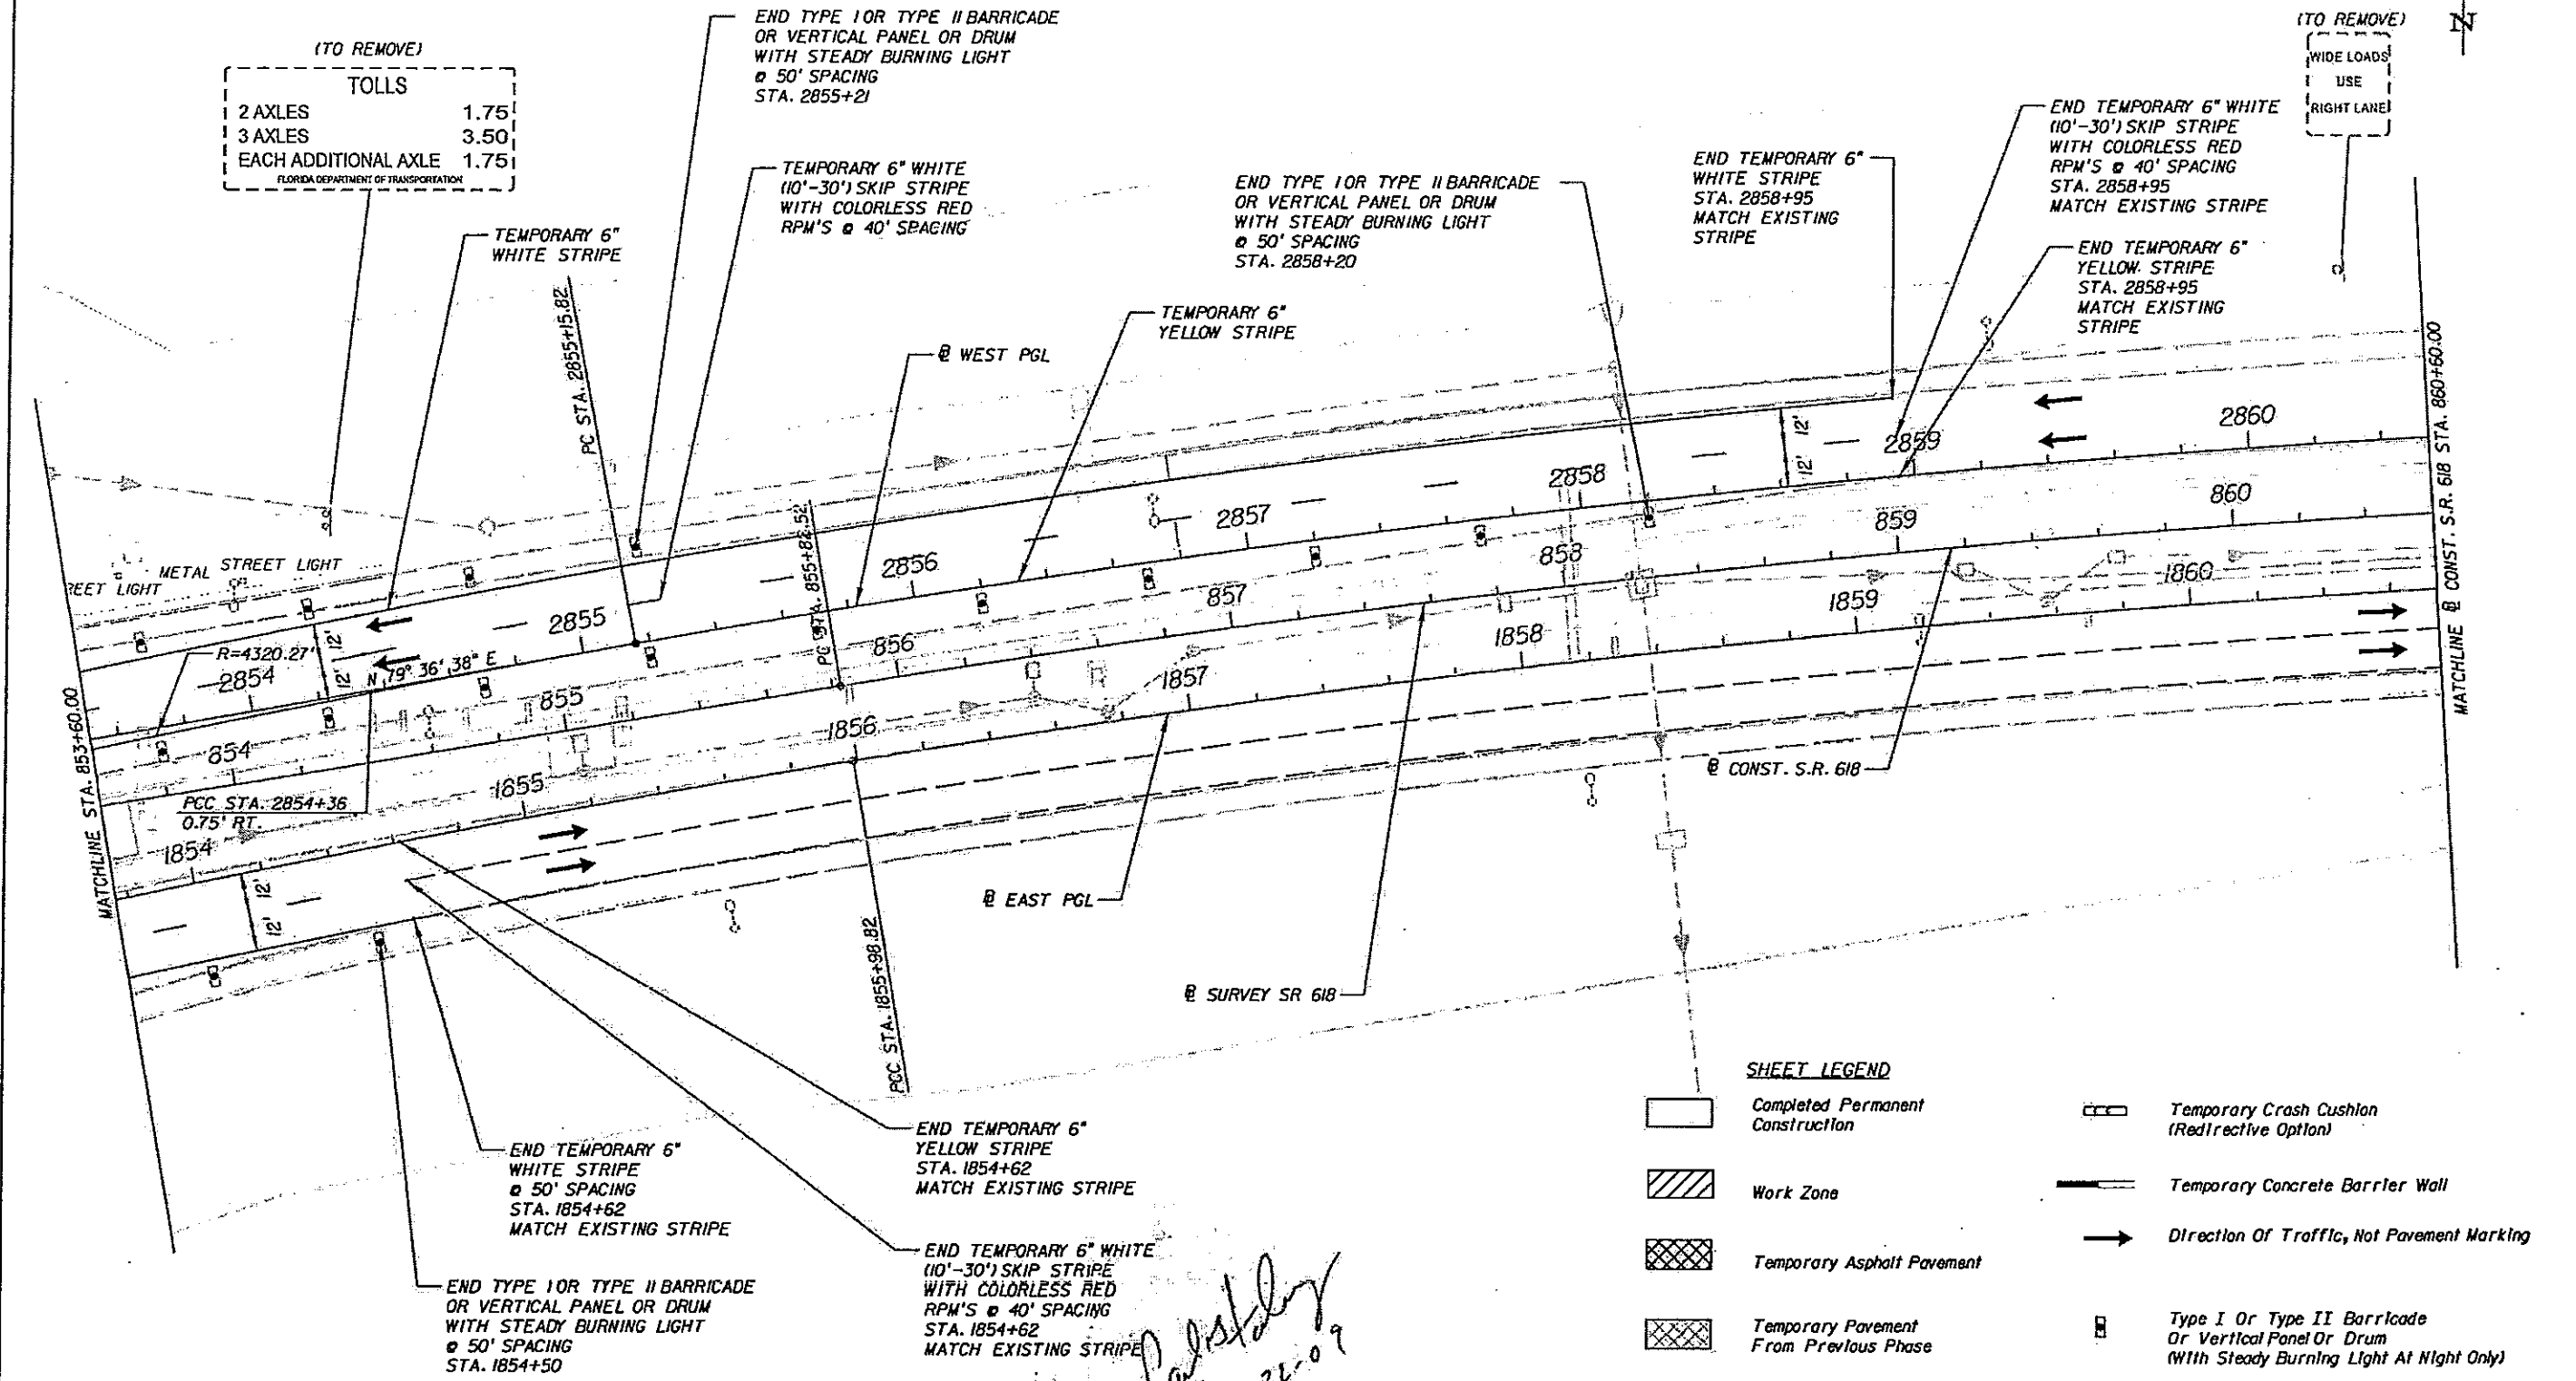 (TO REMOVE)
TOLLS
2 AXLES 1.75
3 AXLES 3.50
EACH ADDITIONAL AXLE 1.75
FLORIDA DEPARTMENT OF TRANSPORTATION
END TYPE I OR TYPE II BARRICADE
OR VERTICAL PANEL OR DRUM
WITH STEADY BURNING LIGHT
@ 50' SPACING
STA. 2855+21
(TO REMOVE)
WIDE LOADS
USE
RIGHT LANE
N
TEMPORARY 6"
WHITE STRIPE
TEMPORARY 6" WHITE
(10'-30') SKIP STRIPE
WITH COLORLESS RED
RPM'S @ 40' SPACING
END TYPE I OR TYPE II BARRICADE
OR VERTICAL PANEL OR DRUM
WITH STEADY BURNING LIGHT
@ 50' SPACING
STA. 2858+20
END TEMPORARY 6"
WHITE STRIPE
STA. 2858+95
MATCH EXISTING
STRIPE
END TEMPORARY 6" WHITE
(10'-30') SKIP STRIPE
WITH COLORLESS RED
RPM'S @ 40' SPACING
STA. 2858+95
MATCH EXISTING STRIPE
END TEMPORARY 6"
YELLOW STRIPE
STA. 2858+95
MATCH EXISTING
STRIPE
TEMPORARY 6"
YELLOW STRIPE
℄ WEST PGL
PC STA. 2855+15.82
PC STA. 855+82.52
REET LIGHT
METAL STREET LIGHT
R=4320.27'
N 79° 36' 38" E
12'
12'
12'
12'
12'
12'
2854
2855
2856
2857
2858
2859
2860
854
855
856
857
858
859
860
1854
1855
1856
1857
1858
1859
1860
MATCHLINE STA. 853+60.00
MATCHLINE ℄ CONST. S.R. 618 STA. 860+60.00
PCC STA. 2854+36
0.75' RT.
℄ CONST. S.R. 618
℄ EAST PGL
℄ SURVEY SR 618
PCC STA. 1855+98.82
END TEMPORARY 6"
WHITE STRIPE
@ 50' SPACING
STA. 1854+62
MATCH EXISTING STRIPE
END TEMPORARY 6"
YELLOW STRIPE
STA. 1854+62
MATCH EXISTING STRIPE
END TYPE I OR TYPE II BARRICADE
OR VERTICAL PANEL OR DRUM
WITH STEADY BURNING LIGHT
@ 50' SPACING
STA. 1854+50
END TEMPORARY 6" WHITE
(10'-30') SKIP STRIPE
WITH COLORLESS RED
RPM'S @ 40' SPACING
STA. 1854+62
MATCH EXISTING STRIPE
SHEET LEGEND
Completed Permanent
Construction
Work Zone
Temporary Asphalt Pavement
Temporary Pavement
From Previous Phase
Temporary Crash Cushion
(Redirective Option)
Temporary Concrete Barrier Wall
Direction Of Traffic, Not Pavement Marking
Type I Or Type II Barricade
Or Vertical Panel Or Drum
(With Steady Burning Light At Night Only)